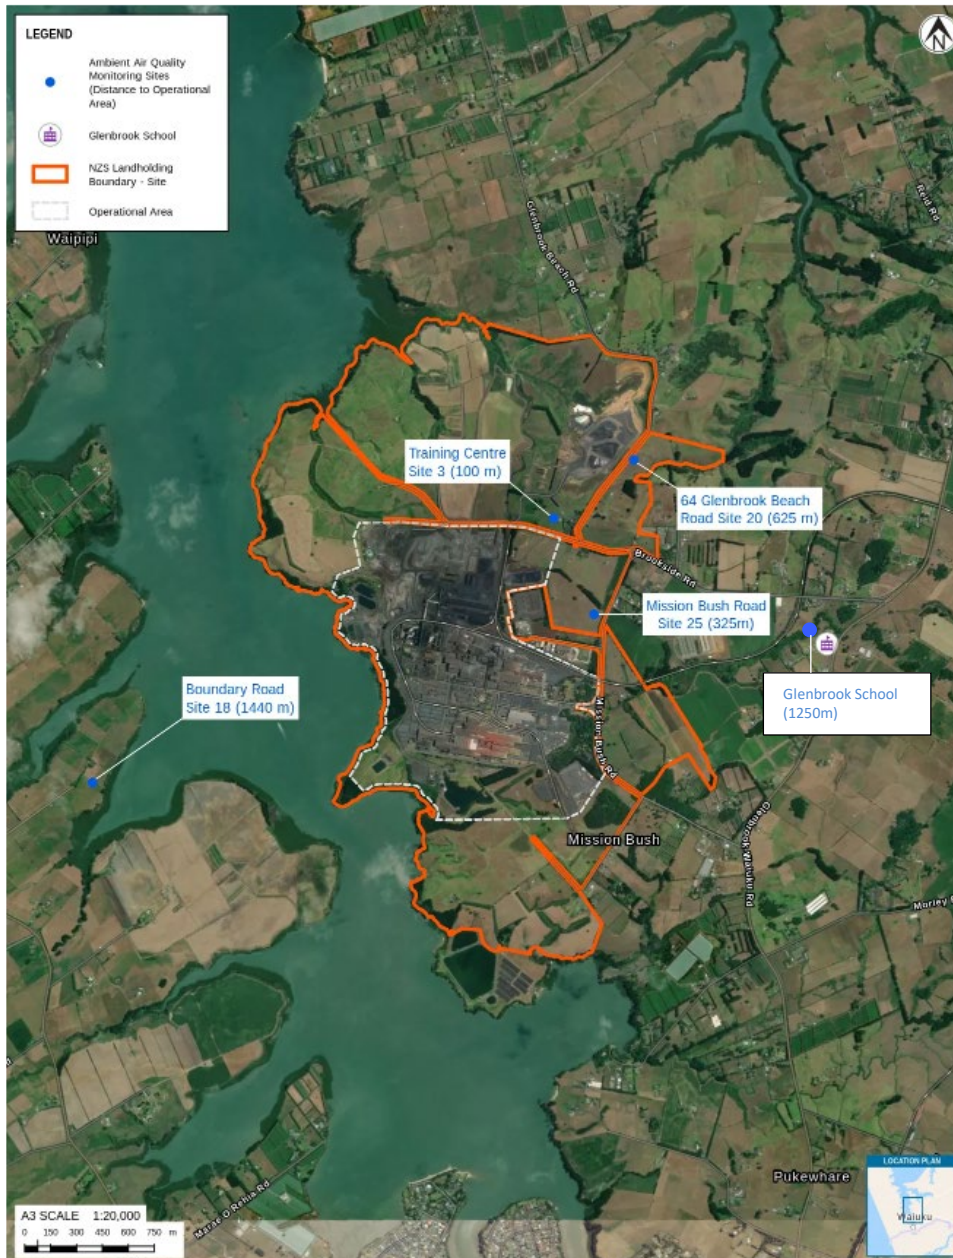 LEGEND
Ambient Air Quality
Monitoring Sites
(Distance to Operational
Area)
Glenbrook School
NZS Landholding
Boundary - Site
Operational Area
N
Waipipi
Glenbrook Beach Rd
Reid Rd
Training Centre
Site 3 (100 m)
64 Glenbrook Beach
Road Site 20 (625 m)
Brookside Rd
Mission Bush Road
Site 25 (325m)
Boundary Road
Site 18 (1440 m)
Glenbrook School
(1250m)
Mission Bush Rd
Mission Bush
Glenbrook Waiuku Rd
Morley
Pukewhare
Marae O Rehia Rd
LOCATION PLAN
Waiuku
A3 SCALE 1:20,000
0 150 300 450 600 750 m